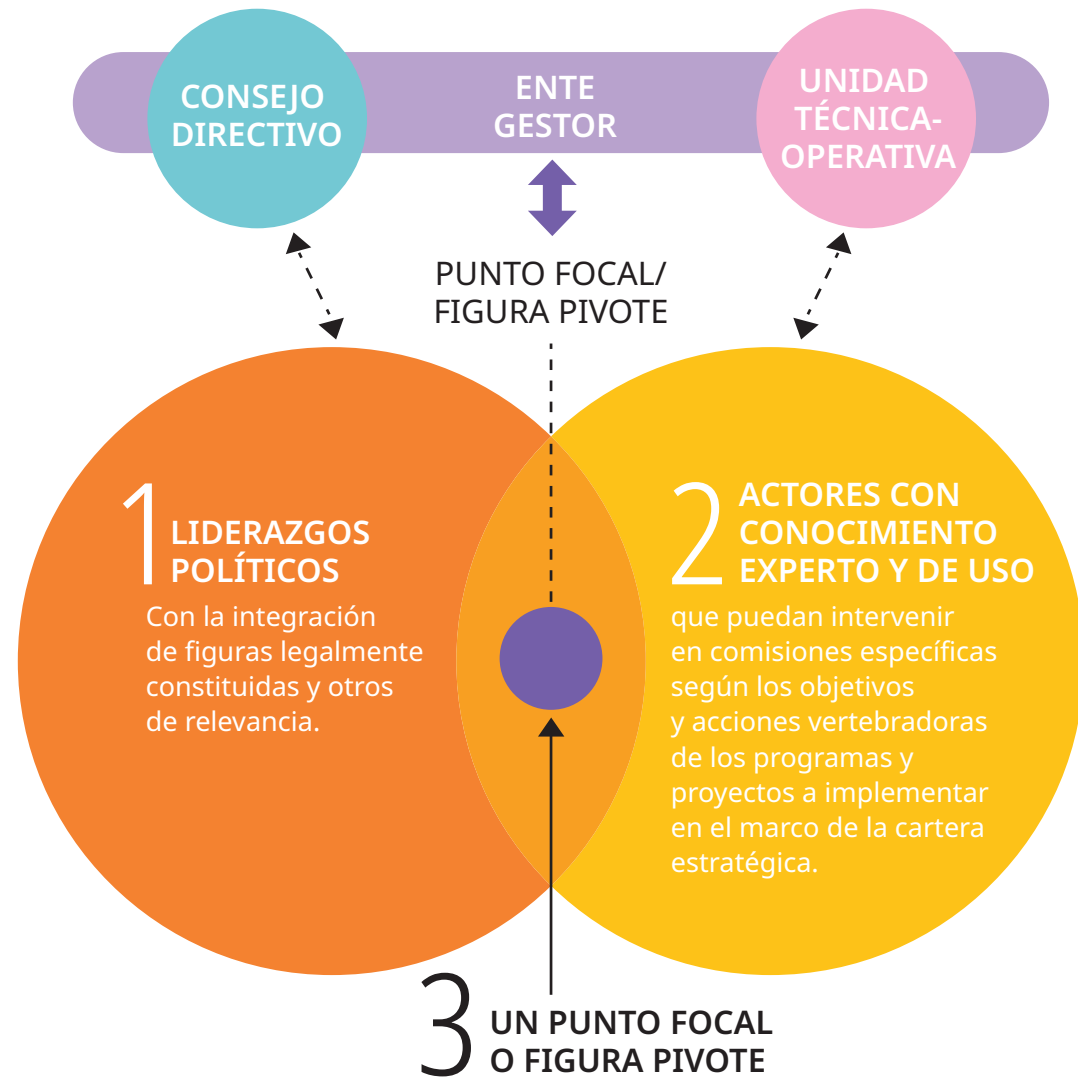 CONSEJO
DIRECTIVO
ENTE
GESTOR
UNIDAD
TÉCNICA-
OPERATIVA
PUNTO FOCAL/
FIGURA PIVOTE
1
LIDERAZGOS
POLÍTICOS
Con la integración
de figuras legalmente
constituidas y otros
de relevancia.
2
ACTORES CON
CONOCIMIENTO
EXPERTO Y DE USO
que puedan intervenir
en comisiones específicas
según los objetivos
y acciones vertebradoras
de los programas y
proyectos a implementar
en el marco de la cartera
estratégica.
3
UN PUNTO FOCAL
O FIGURA PIVOTE